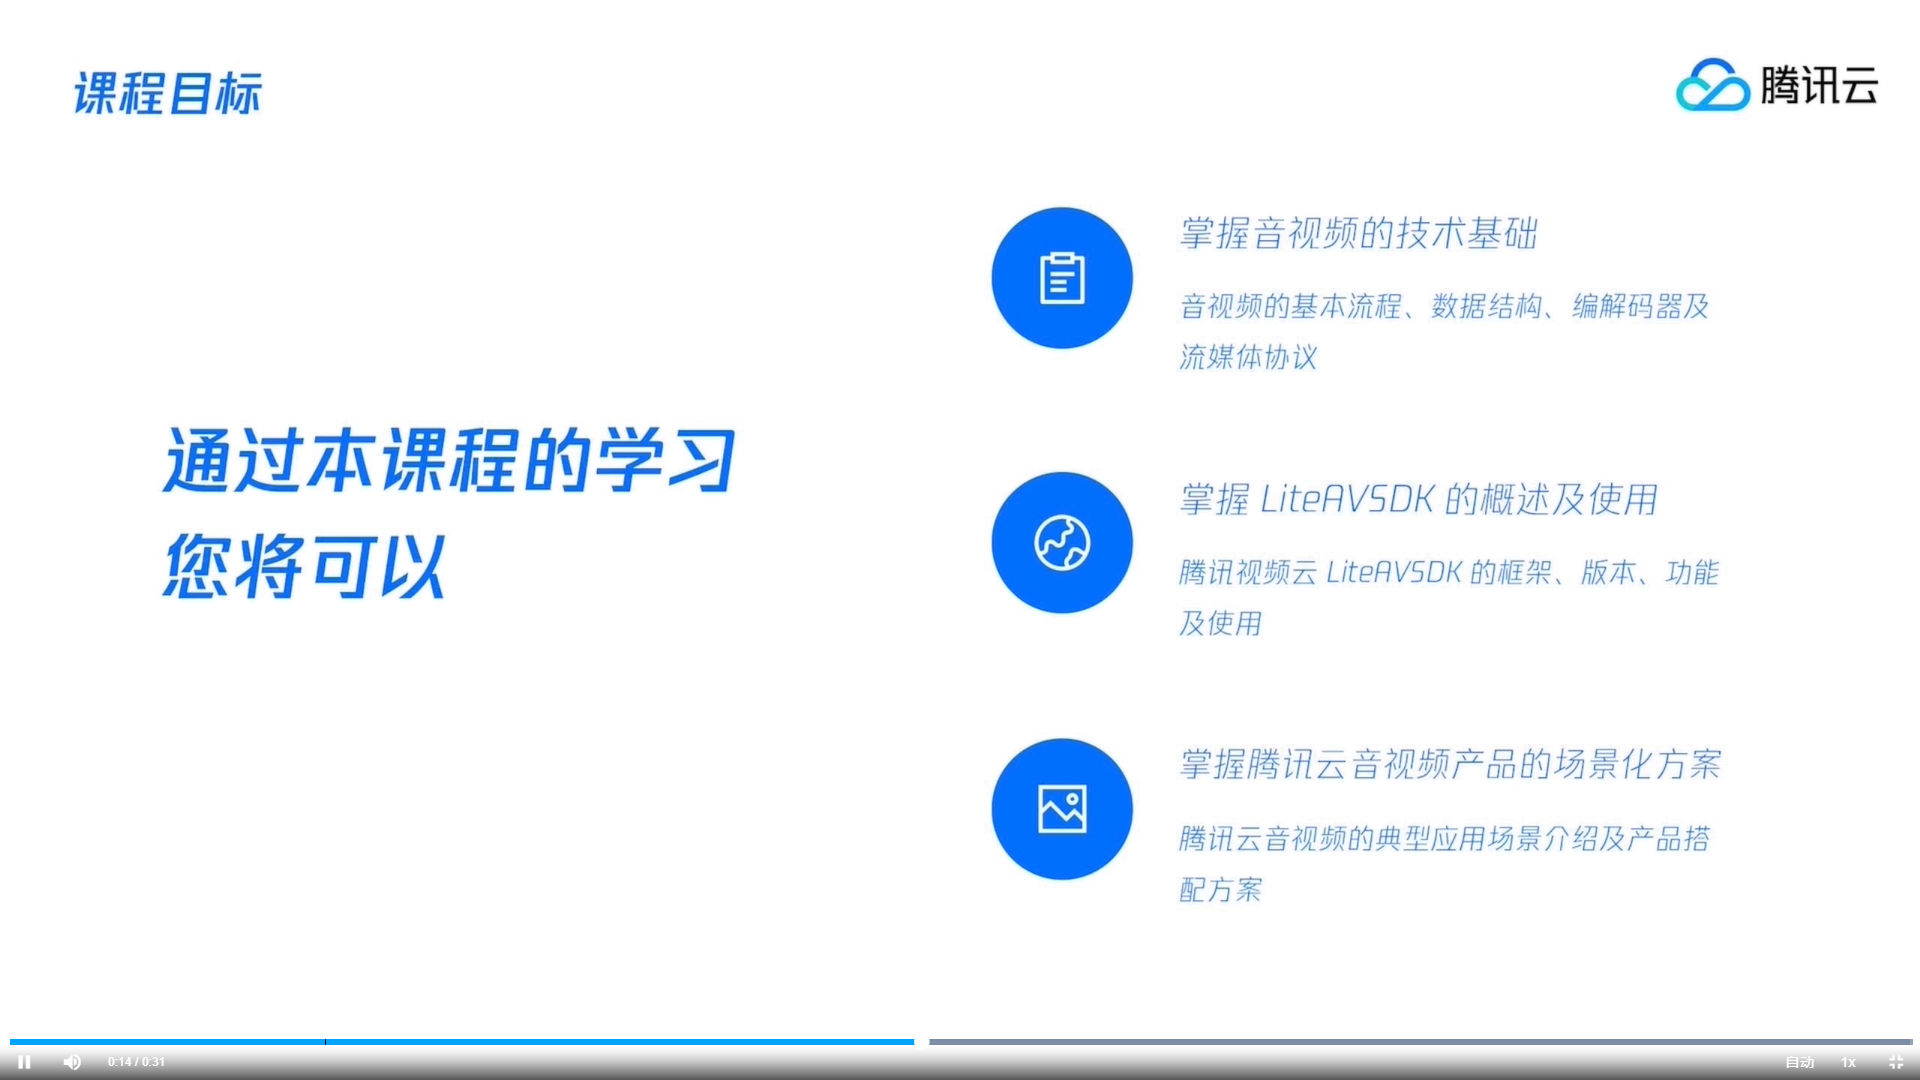 课程目标
腾讯云
通过本课程的学习
您将可以
掌握音视频的技术基础
音视频的基本流程、数据结构、编解码器及
流媒体协议
掌握 LiteAVSDK 的概述及使用
腾讯视频云 LiteAVSDK 的框架、版本、功能
及使用
掌握腾讯云音视频产品的场景化方案
腾讯云音视频的典型应用场景介绍及产品搭
配方案
0:14 / 0:31
自动
1x